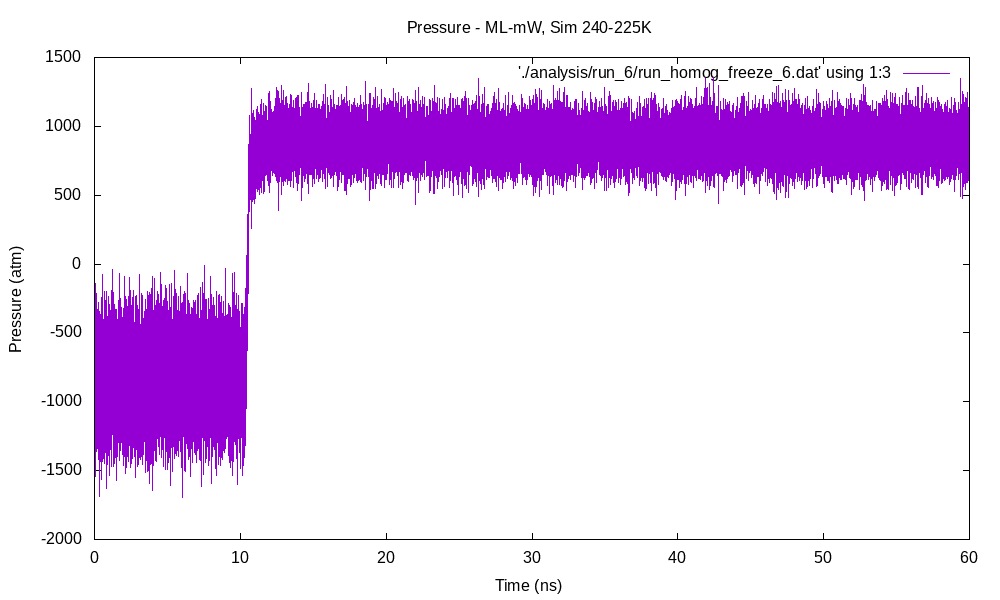 Pressure - ML-mW, Sim 240-225K
'./analysis/run_6/run_homog_freeze_6.dat' using 1:3
1500
1000
500
0
-500
-1000
-1500
-2000
Pressure (atm)
0 10 20 30 40 50 60
Time (ns)